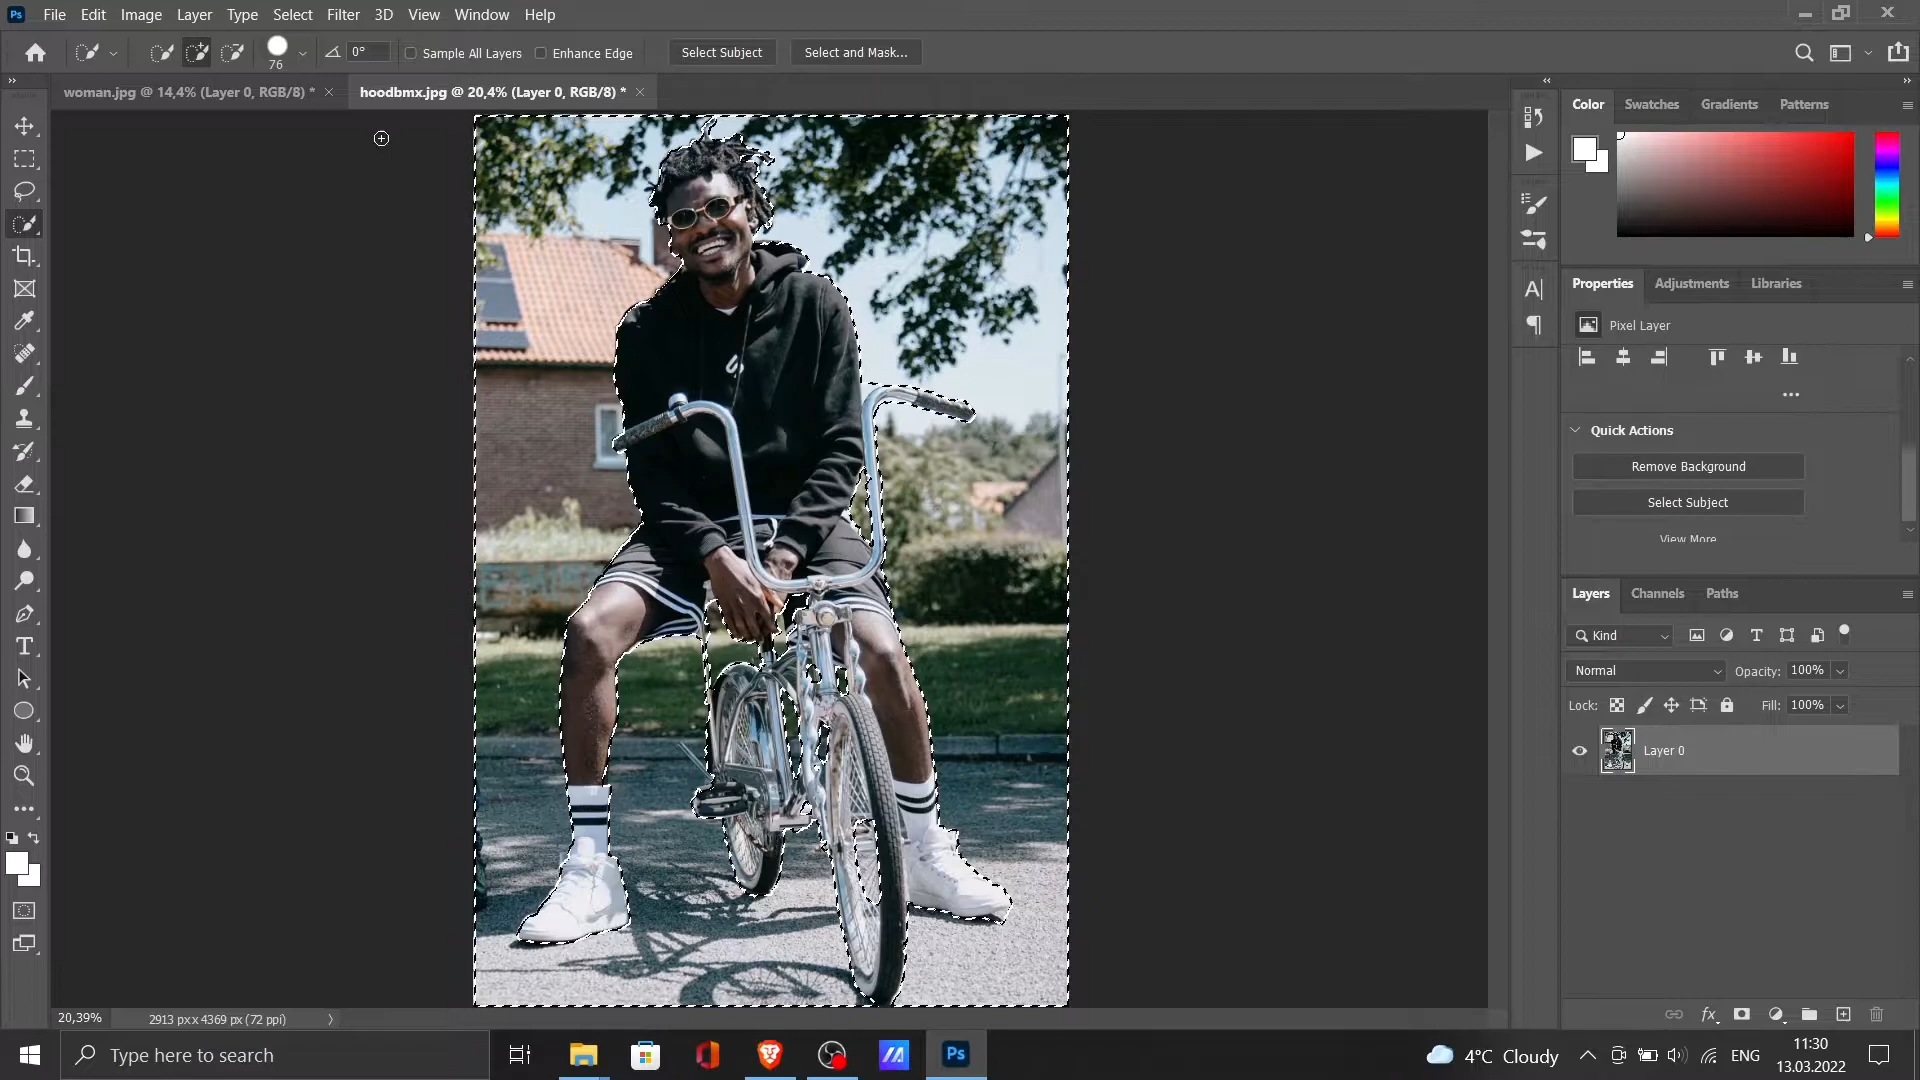 Ps File Edit Image Layer Type Select Filter 3D View Window Help
76 0° Sample All Layers Enhance Edge Select Subject Select and Mask...
woman.jpg @ 14,4% (Layer 0, RGB/8) * × hoodbmx.jpg @ 20,4% (Layer 0, RGB/8) * ×
Color Swatches Gradients Patterns
Properties Adjustments Libraries
Pixel Layer
Quick Actions
Remove Background
Select Subject
View More
Layers Channels Paths
Kind
Normal Opacity: 100%
Lock: Fill: 100%
Layer 0
20,39% 2913 px x 4369 px (72 ppi)
Type here to search
Ps
4°C Cloudy
ENG
11:30
13.03.2022